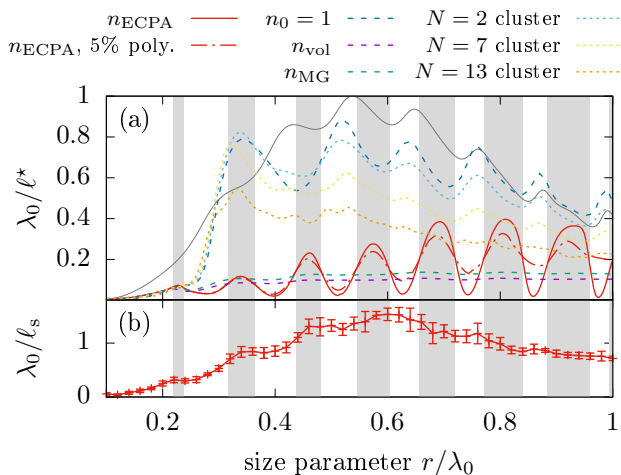 n_ECPA n_0 = 1 N = 2 cluster
n_ECPA, 5% poly. n_vol N = 7 cluster
n_MG N = 13 cluster
(a)
λ_0/ℓ*
1
0.8
0.6
0.4
0.2
(b)
λ_0/ℓ_s
1
0
0.2 0.4 0.6 0.8 1
size parameter r/λ_0